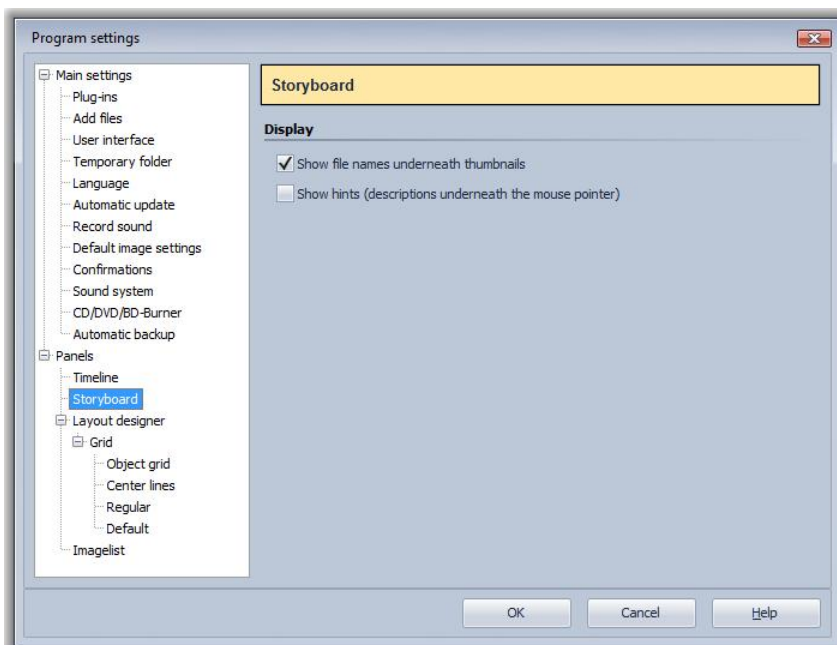 Program settings
Main settings
Plug-ins
Add files
User interface
Temporary folder
Language
Automatic update
Record sound
Default image settings
Confirmations
Sound system
CD/DVD/BD-Burner
Automatic backup
Panels
Timeline
Storyboard
Layout designer
Grid
Object grid
Center lines
Regular
Default
Imagelist
Storyboard
Display
Show file names underneath thumbnails
Show hints (descriptions underneath the mouse pointer)
OK
Cancel
Help